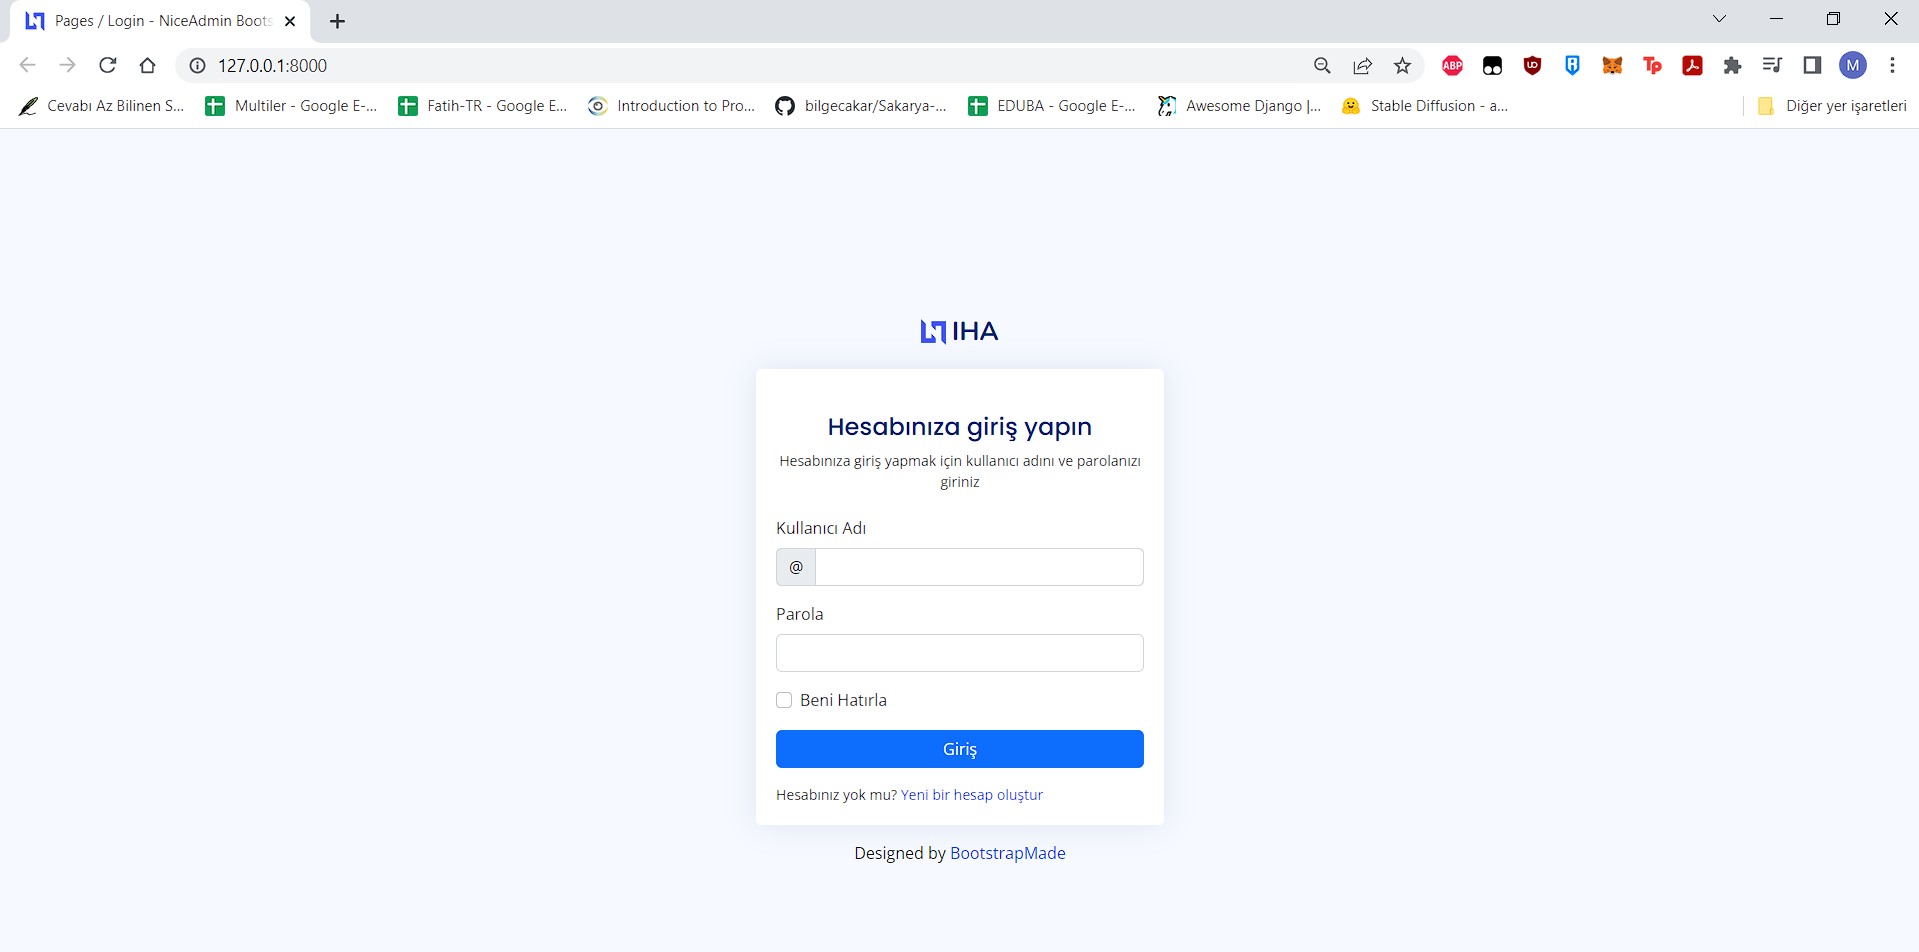 Pages / Login - NiceAdmin Boots
127.0.0.1:8000
ABP
UD
Tp
M
Cevabı Az Bilinen S...
Multiler - Google E-...
Fatih-TR - Google E...
Introduction to Pro...
bilgecakar/Sakarya-...
EDUBA - Google E-...
Awesome Django |...
Stable Diffusion - a...
Diğer yer işaretleri
IHA
Hesabınıza giriş yapın
Hesabınıza giriş yapmak için kullanıcı adını ve parolanızı
giriniz
Kullanıcı Adı
@
Parola
Beni Hatırla
Giriş
Hesabınız yok mu? Yeni bir hesap oluştur
Designed by BootstrapMade